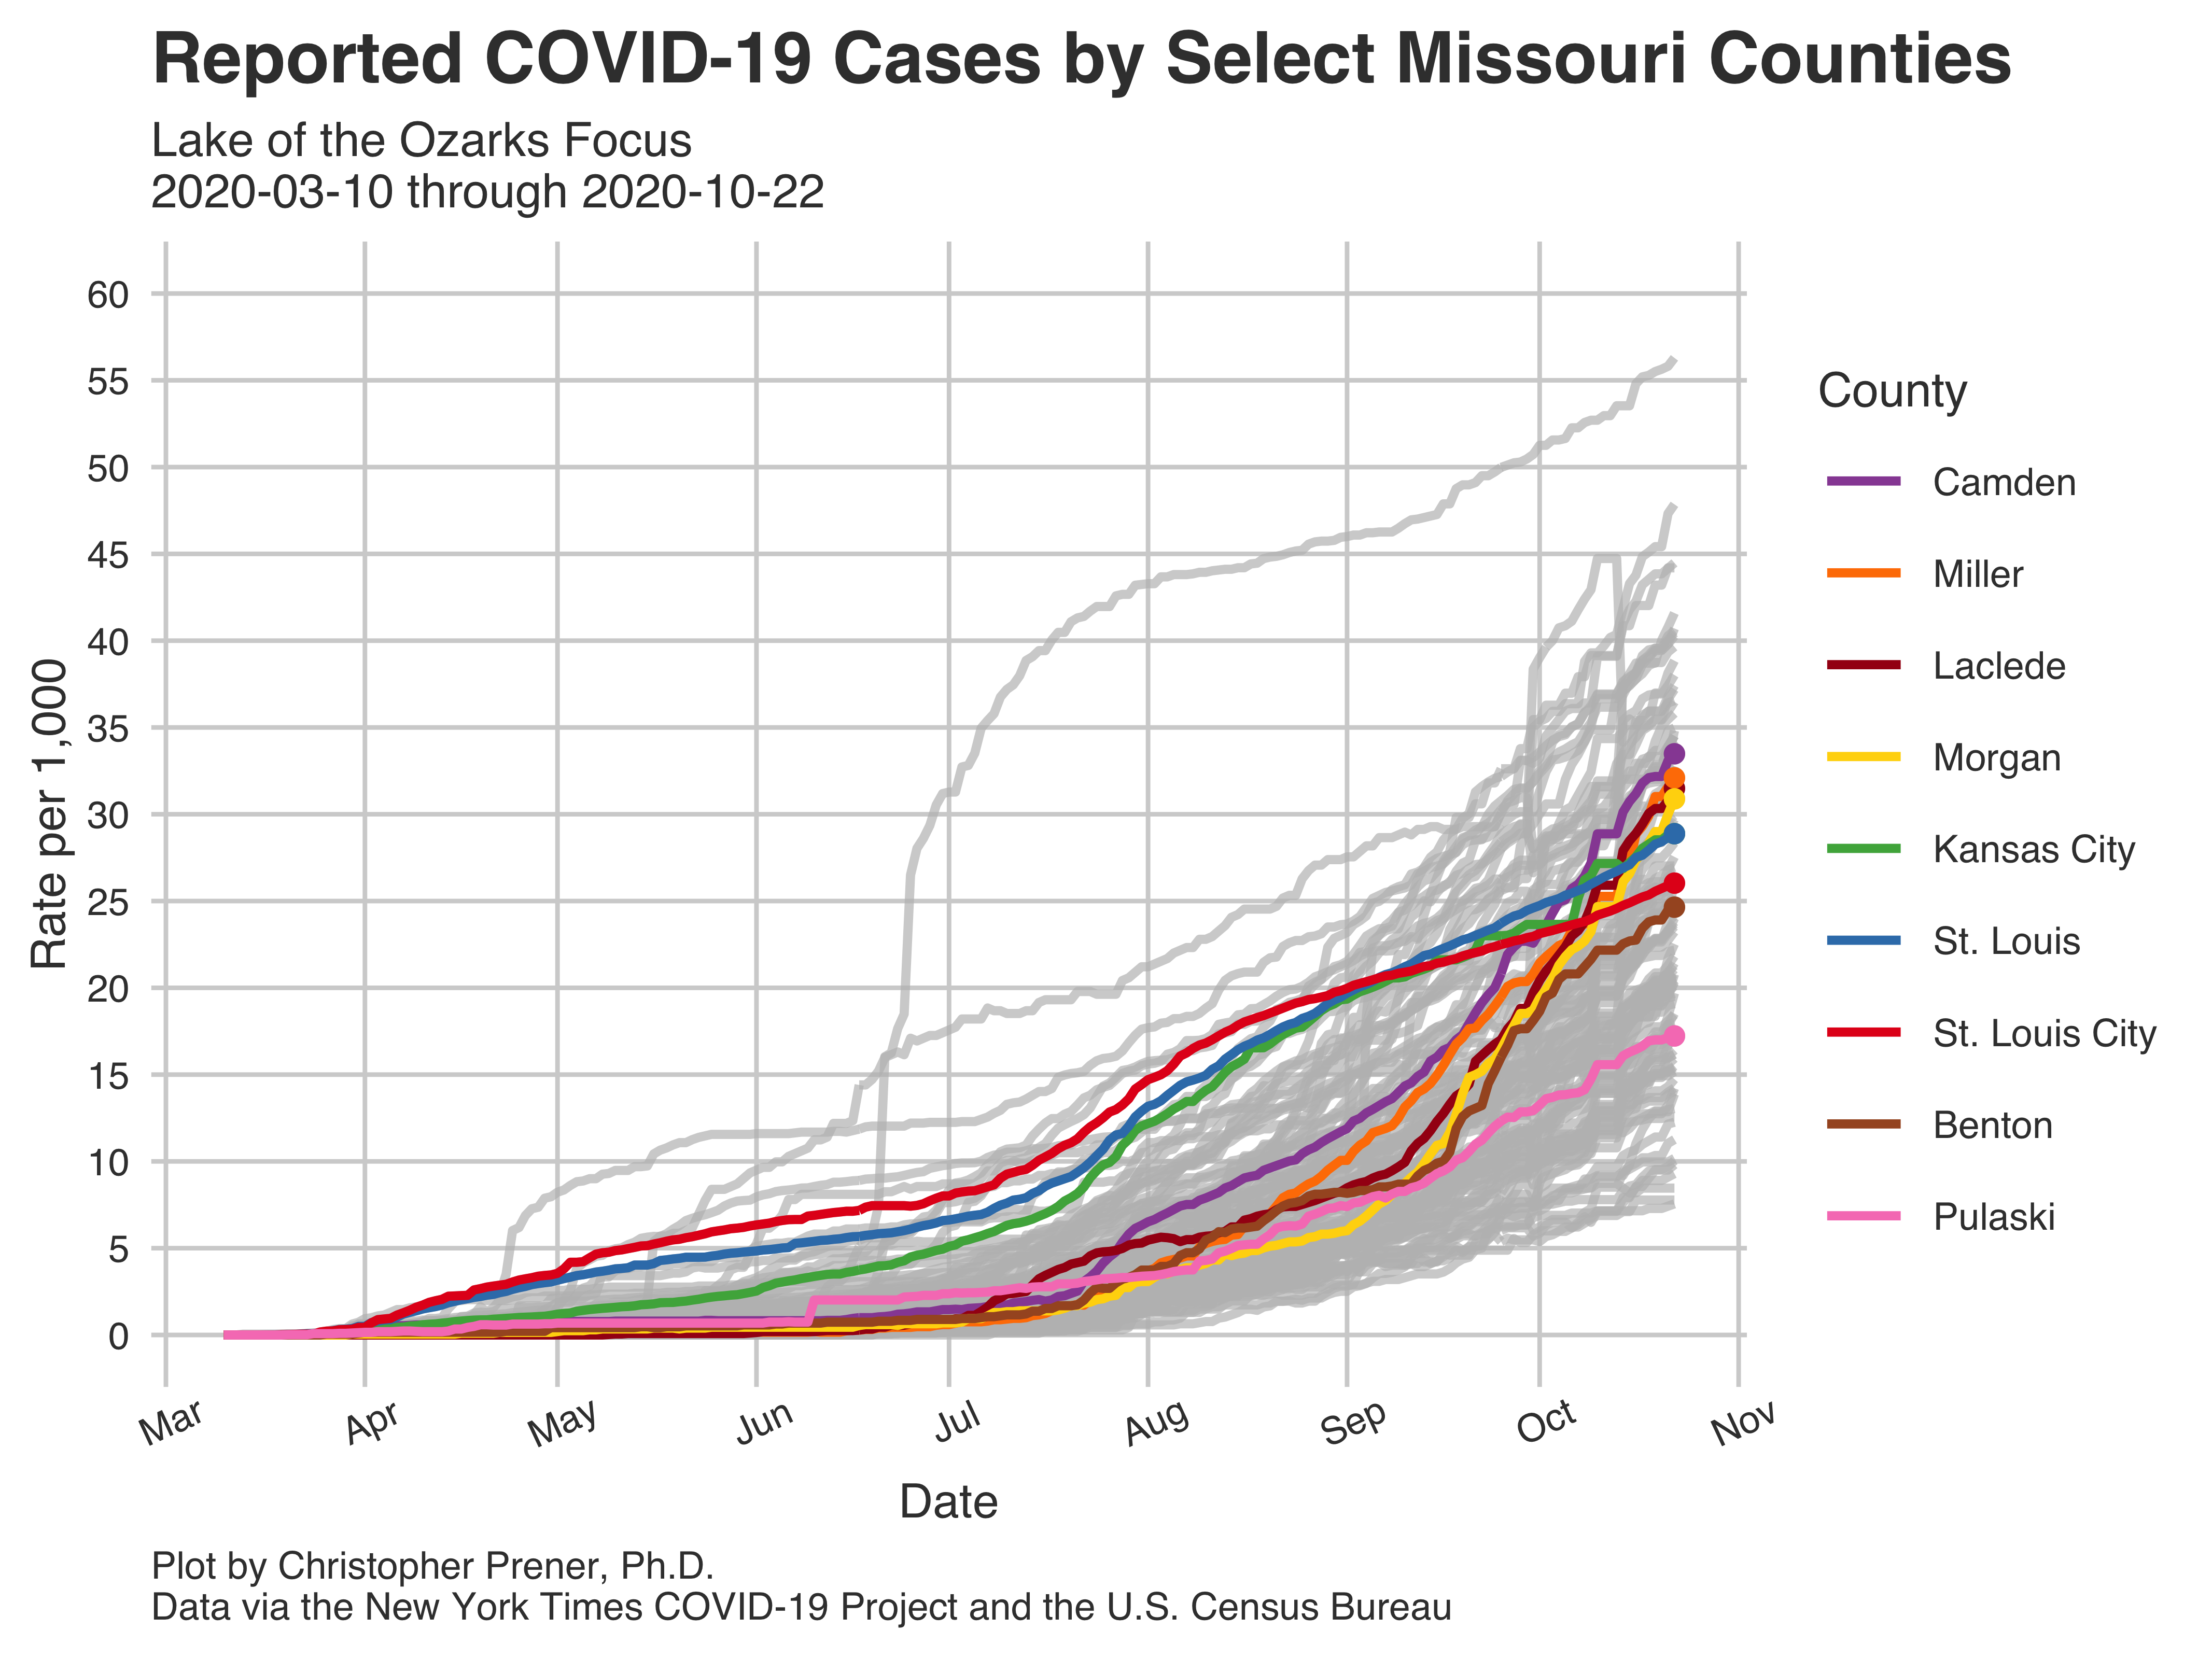 Reported COVID-19 Cases by Select Missouri Counties
Lake of the Ozarks Focus
2020-03-10 through 2020-10-22
60
55
50
45
40
35
30
25
20
15
10
5
0
Rate per 1,000
Mar
Apr
May
Jun
Jul
Aug
Sep
Oct
Nov
Date
County
Camden
Miller
Laclede
Morgan
Kansas City
St. Louis
St. Louis City
Benton
Pulaski
Plot by Christopher Prener, Ph.D.
Data via the New York Times COVID-19 Project and the U.S. Census Bureau